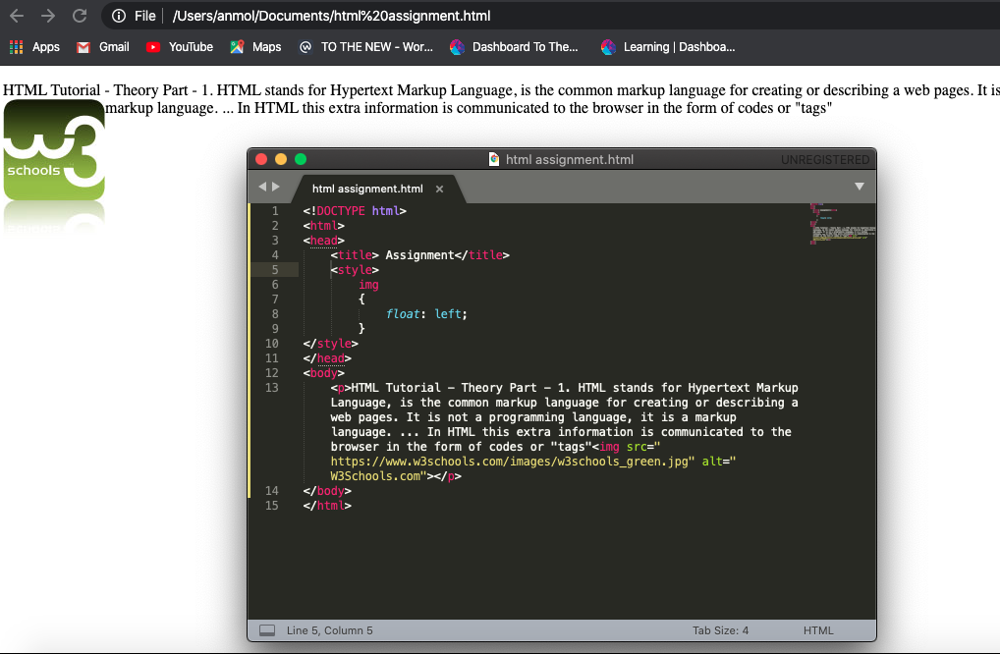 File /Users/anmol/Documents/html%20assignment.html
Apps Gmail YouTube Maps TO THE NEW - Wor... Dashboard To The... Learning | Dashboa...
HTML Tutorial - Theory Part - 1. HTML stands for Hypertext Markup Language, is the common markup language for creating or describing a web pages. It is
markup language. ... In HTML this extra information is communicated to the browser in the form of codes or "tags"
w3
schools
html assignment.html
UNREGISTERED
html assignment.html
1 <!DOCTYPE html>
2 <html>
3 <head>
4 <title> Assignment</title>
5 <style>
6 img
7 {
8 float: left;
9 }
10 </style>
11 </head>
12 <body>
13 <p>HTML Tutorial - Theory Part - 1. HTML stands for Hypertext Markup
Language, is the common markup language for creating or describing a
web pages. It is not a programming language, it is a markup
language. ... In HTML this extra information is communicated to the
browser in the form of codes or "tags"<img src="
https://www.w3schools.com/images/w3schools_green.jpg" alt="
W3Schools.com"></p>
14 </body>
15 </html>
Line 5, Column 5
Tab Size: 4
HTML